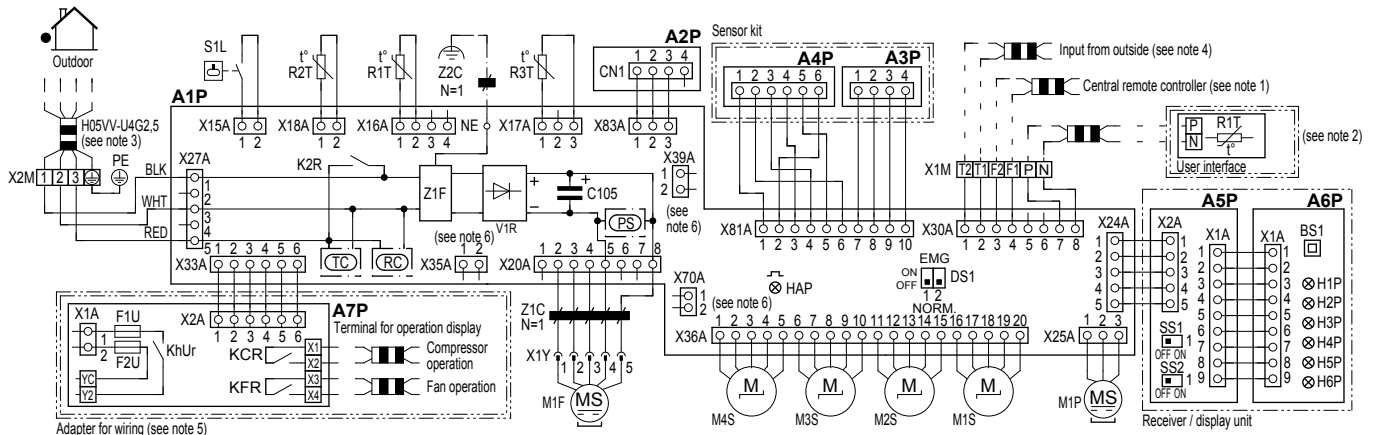 Outdoor
H05VV-U4G2,5
(see note 3)
PE
X2M 1 2 3
BLK
WHT
RED
X27A
1
2
3
4
5
A1P
S1L
X15A
1 2
t°
R2T
X18A
1 2
t°
R1T
X16A
1 2 3 4
Z2C
N=1
NE
t°
R3T
X17A
1 2
A2P
CN1
1 2 3 4
X83A
1 2 3
Sensor kit
A4P
1 2 3 4 5 6
A3P
1 2 3 4
Input from outside (see note 4)
Central remote controller (see note 1)
P
N
R1T
t°
User interface
(see note 2)
X1M T2 T1 F2 F1 P N
K2R
Z1F
V1R
+
−
+
C105
PS
X39A
1
2
(see
note 6)
X81A
1 2 3 4 5 6 7 8 9 10
X30A
1 2 3 4 5 6 7 8
X24A
1
2
3
4
5
X2A
1
2
3
4
5
A5P
X1A
1
2
3
4
5
6
7
8
9
A6P
X1A
1
2
3
4
5
6
7
8
9
BS1
H1P
H2P
H3P
H4P
H5P
H6P
SS1
1
OFF ON
SS2
1
OFF ON
Receiver / display unit
X33A
1 2 3 4 5 6
TC
RC
(see note 6)
X35A
1 2
X20A
1 2 3 4 5 6 7 8
X70A
1
2
(see note 6)
HAP
EMG
ON
OFF
DS1
1 2
NORM.
X36A
1 2 3 4 5 6 7 8 9 10 11 12 13 14 15 16 17 18 19 20
X25A
1 2 3
Z1C
N=1
X1Y
1 2 3 4 5
M1F
MS
M
M4S
M
M3S
M
M2S
M
M1S
M1P
MS
A7P
X1A
1
2
F1U
F2U
KhUr
YC
Y2
X2A
1 2 3 4 5 6
Terminal for operation display
KCR
X1
X2
Compressor
operation
KFR
X3
X4
Fan operation
Adapter for wiring (see note 5)